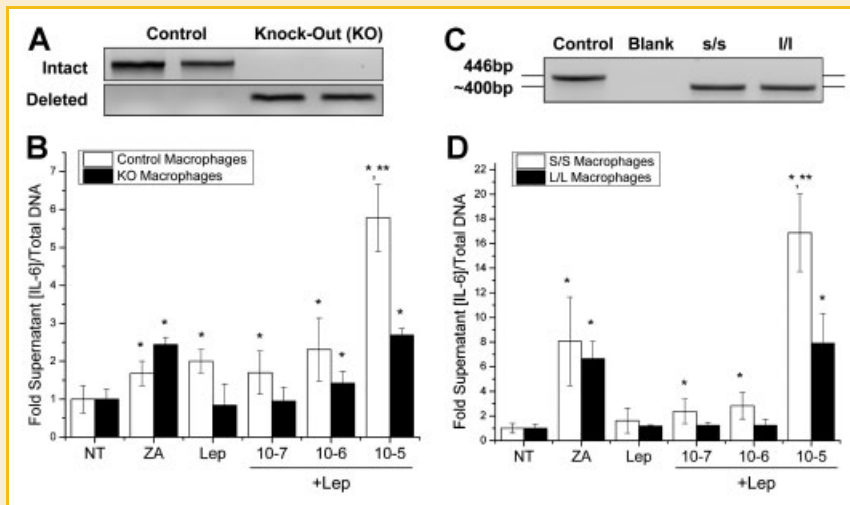 A
Control
Knock-Out (KO)
Intact
Deleted
B
Control Macrophages
KO Macrophages
Fold Supernatant [IL-6]/Total DNA
7
6
5
4
3
2
1
0
*
*
*
*
*
*
*, **
*
NT
ZA
Lep
10-7
10-6
10-5
+Lep
C
Control
Blank
s/s
l/l
446bp
~400bp
D
S/S Macrophages
L/L Macrophages
Fold Supernatant [IL-6]/Total DNA
22
20
18
16
14
12
10
8
6
4
2
0
*
*
*
*
*, **
*
NT
ZA
Lep
10-7
10-6
10-5
+Lep